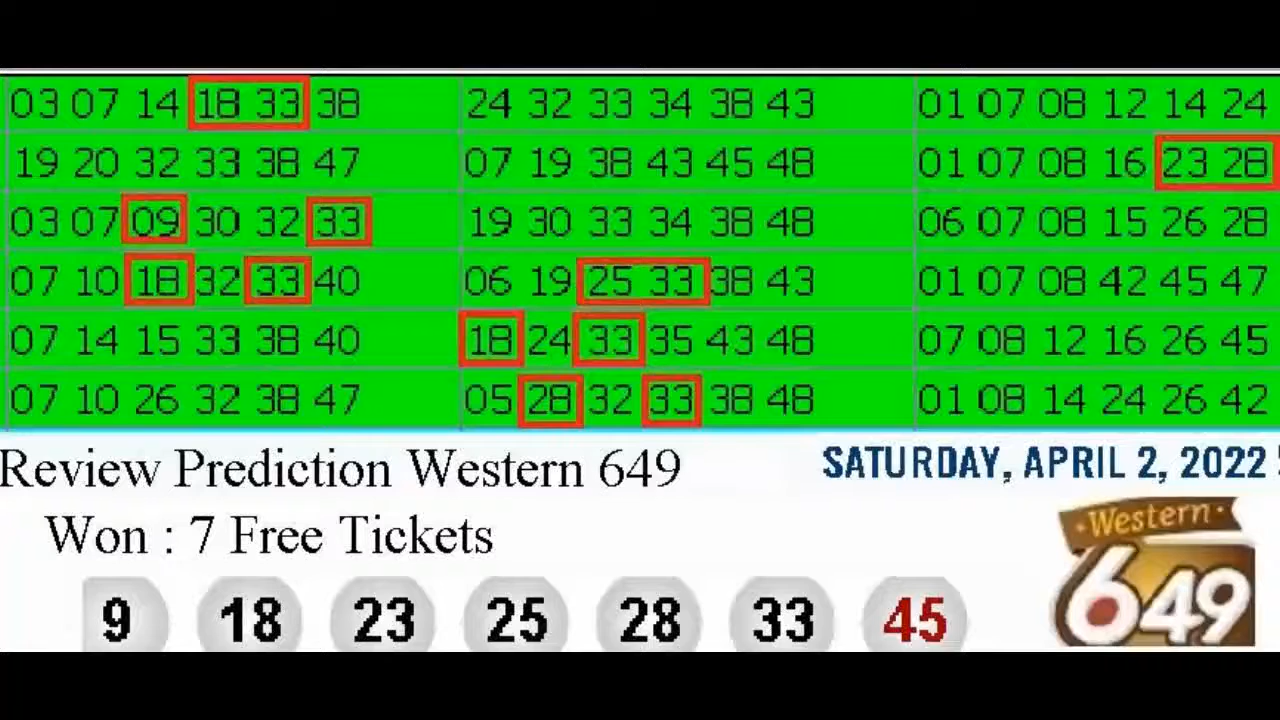 03 07 14 18 33 38 24 32 33 34 38 43 01 07 08 12 14 24
19 20 32 33 38 47 07 19 38 43 45 48 01 07 08 16 23 28
03 07 09 30 32 33 19 30 33 34 38 48 06 07 08 15 26 28
07 10 18 32 33 40 06 19 25 33 38 43 01 07 08 42 45 47
07 14 15 33 38 40 18 24 33 35 43 48 07 08 12 16 26 45
07 10 26 32 38 47 05 28 32 33 38 48 01 08 14 24 26 42
Review Prediction Western 649
SATURDAY, APRIL 2, 2022
Won : 7 Free Tickets
Western
649
9 18 23 25 28 33 45